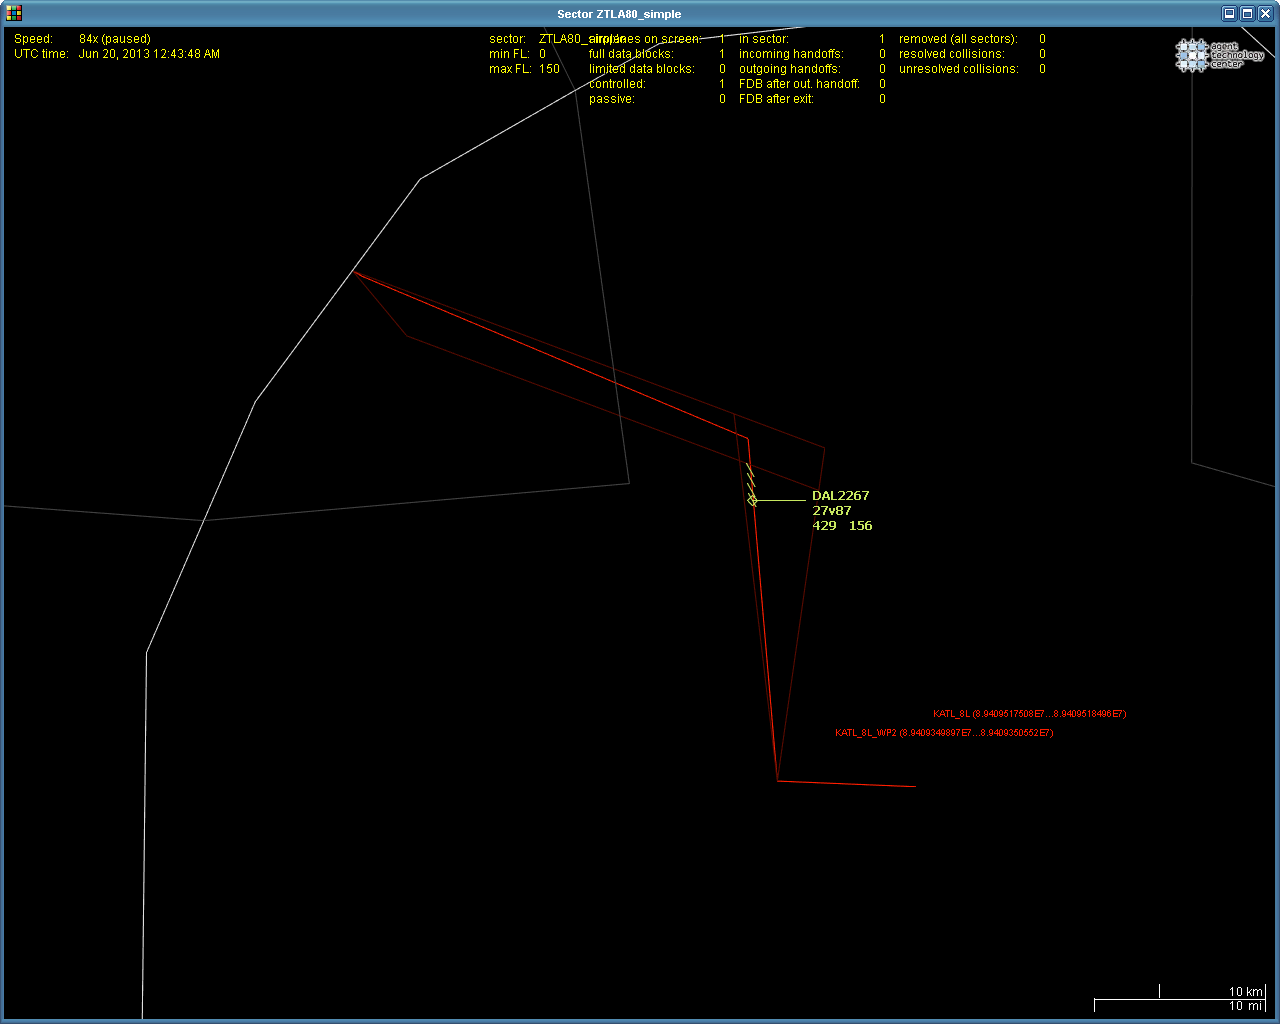 Sector ZTLA80_simple
Speed: 84x (paused)
UTC time: Jun 20, 2013 12:43:48 AM
sector: ZTLA80_simple
min FL: 0
max FL: 150
airplanes on screen: 1
full data blocks: 1
limited data blocks: 0
controlled: 1
passive: 0
in sector: 1
incoming handoffs: 0
outgoing handoffs: 0
FDB after out. handoff: 0
FDB after exit: 0
removed (all sectors): 0
resolved collisions: 0
unresolved collisions: 0
agent
technology
center
DAL2267
27v87
429 156
KATL_8L (8.9409517508E7...8.9409518496E7)
KATL_8L_WP2 (8.9409349897E7...8.9409350552E7)
10 km
10 mi